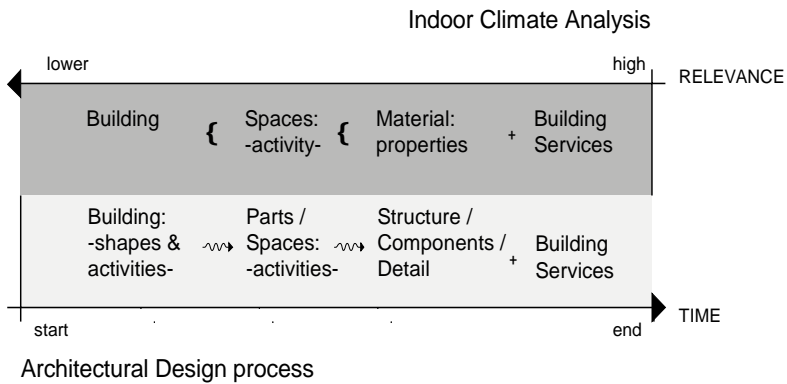 Indoor Climate Analysis
lower high
RELEVANCE
Building { Spaces: { Material: + Building
-activity- properties Services
Building: Parts / Structure /
-shapes & Spaces: Components / + Building
activities- -activities- Detail Services
TIME
start end
Architectural Design process